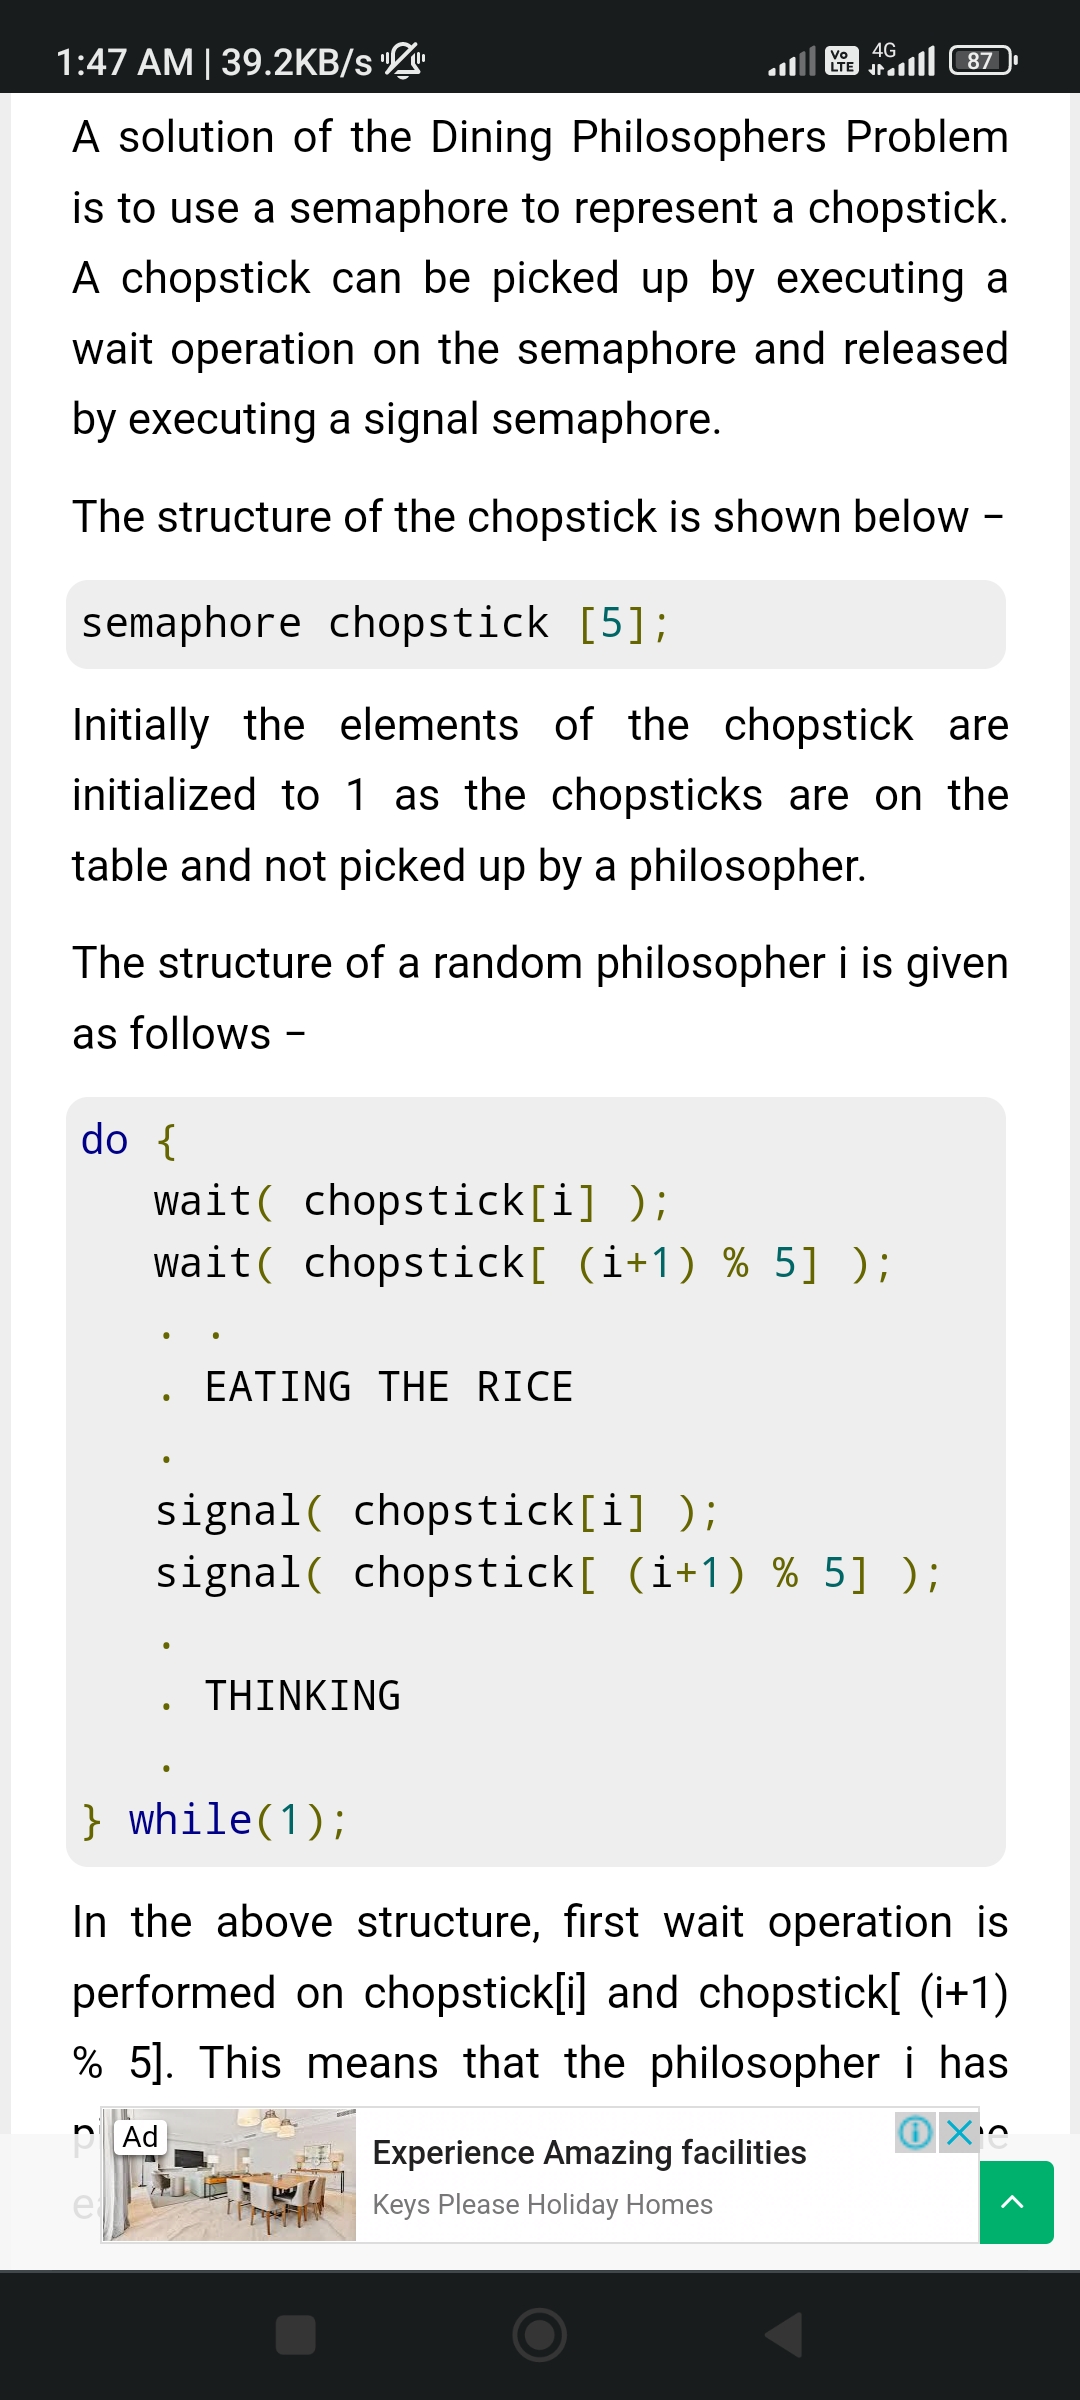 1:47 AM | 39.2KB/s
Vo LTE 4G 87
A solution of the Dining Philosophers Problem
is to use a semaphore to represent a chopstick.
A chopstick can be picked up by executing a
wait operation on the semaphore and released
by executing a signal semaphore.
The structure of the chopstick is shown below −
semaphore chopstick [5];
Initially the elements of the chopstick are
initialized to 1 as the chopsticks are on the
table and not picked up by a philosopher.
The structure of a random philosopher i is given
as follows −
do {
wait( chopstick[i] );
wait( chopstick[ (i+1) % 5] );
. .
. EATING THE RICE
.
signal( chopstick[i] );
signal( chopstick[ (i+1) % 5] );
.
. THINKING
.
} while(1);
In the above structure, first wait operation is
performed on chopstick[i] and chopstick[ (i+1)
% 5]. This means that the philosopher i has
Ad
Experience Amazing facilities
Keys Please Holiday Homes